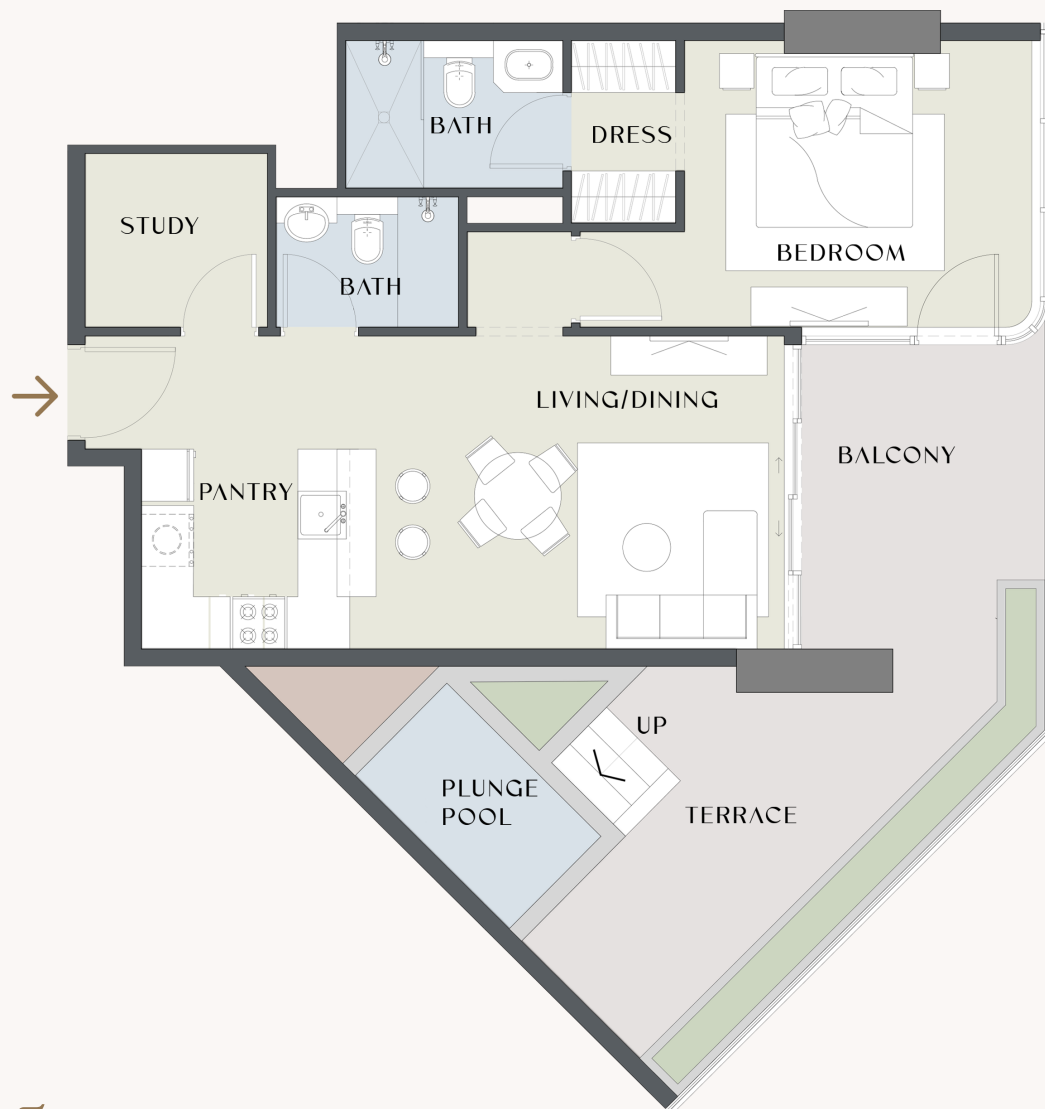 BATH
DRESS
STUDY
BEDROOM
BATH
LIVING/DINING
BALCONY
PANTRY
UP
PLUNGE
POOL
TERRACE